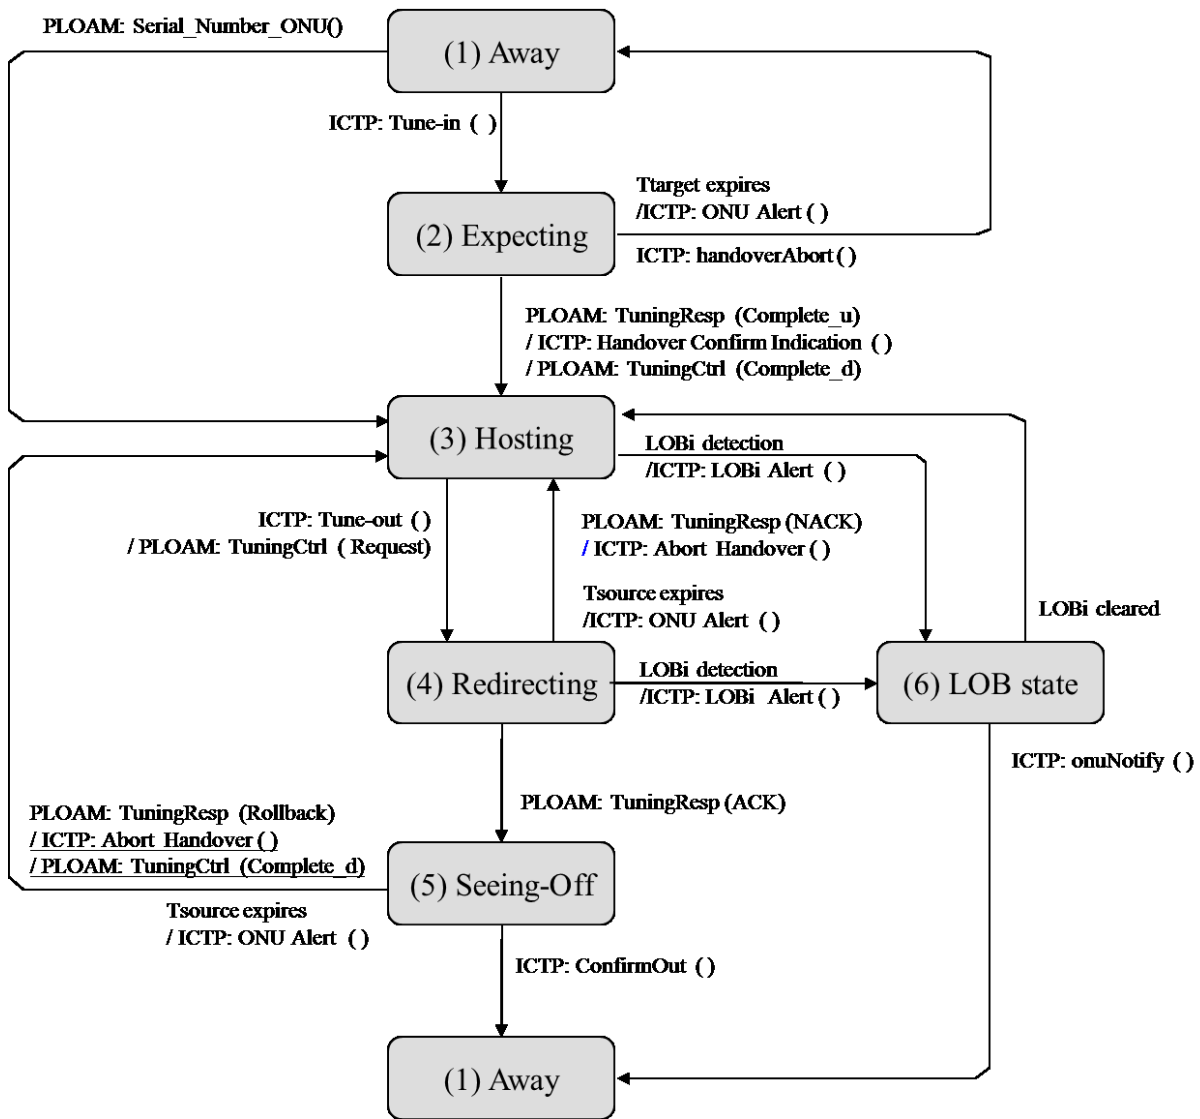 PLOAM: Serial_Number_ONU()
(1) Away
ICTP: Tune-in ( )
Ttarget expires
/ICTP: ONU Alert ( )
(2) Expecting
ICTP: handoverAbort ( )
PLOAM: TuningResp (Complete_u)
/ ICTP: Handover Confirm Indication ( )
/ PLOAM: TuningCtrl (Complete_d)
(3) Hosting
LOBi detection
/ICTP: LOBi Alert ( )
ICTP: Tune-out ( )
/ PLOAM: TuningCtrl ( Request)
PLOAM: TuningResp (NACK)
/ ICTP: Abort Handover ( )
Tsource expires
/ICTP: ONU Alert ( )
LOBi cleared
(4) Redirecting
LOBi detection
/ICTP: LOBi Alert ( )
(6) LOB state
ICTP: onuNotify ( )
PLOAM: TuningResp (ACK)
PLOAM: TuningResp (Rollback)
/ ICTP: Abort Handover ( )
/ PLOAM: TuningCtrl (Complete_d)
(5) Seeing-Off
Tsource expires
/ ICTP: ONU Alert ( )
ICTP: ConfirmOut ( )
(1) Away